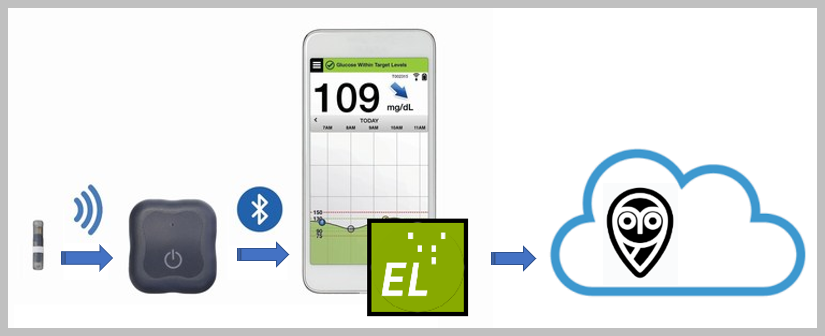 Glucose Within Target Levels
109
mg/dL
TODAY
7AM 8AM 9AM 10AM 11AM
150
90
75
EL